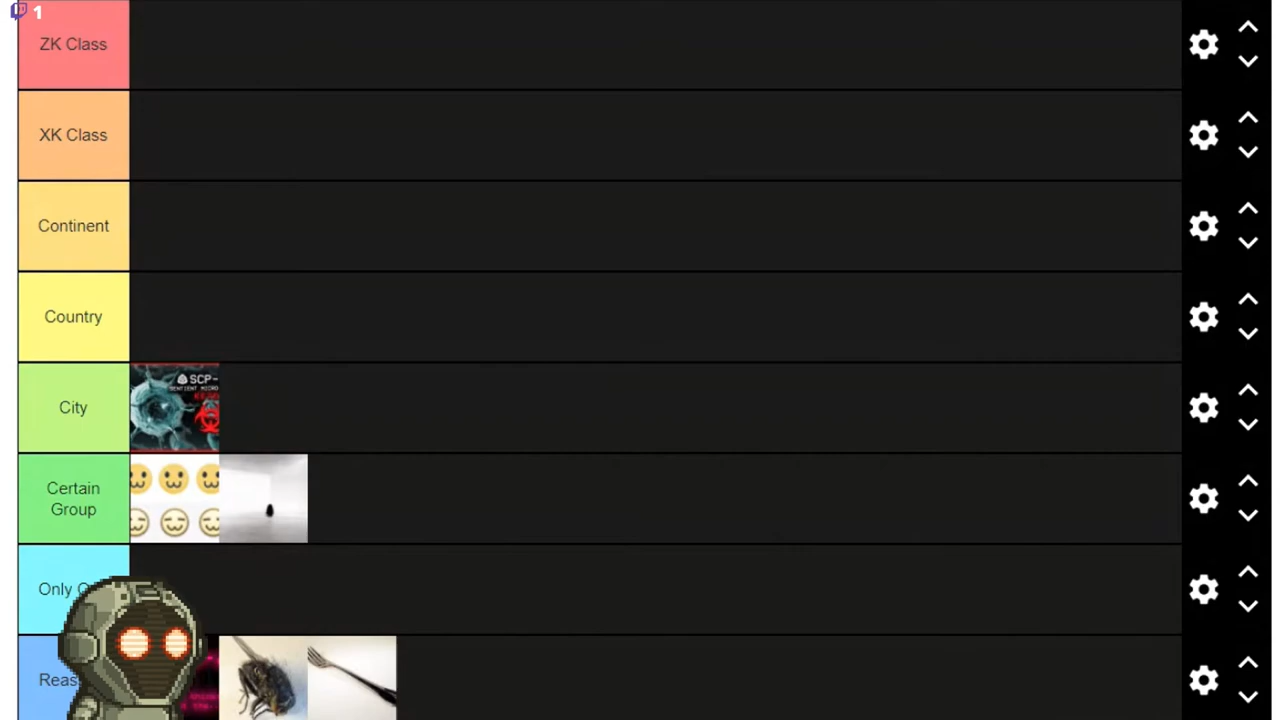 1
ZK Class
XK Class
Continent
Country
City
SCP-
Certain
Group
Only
Reas